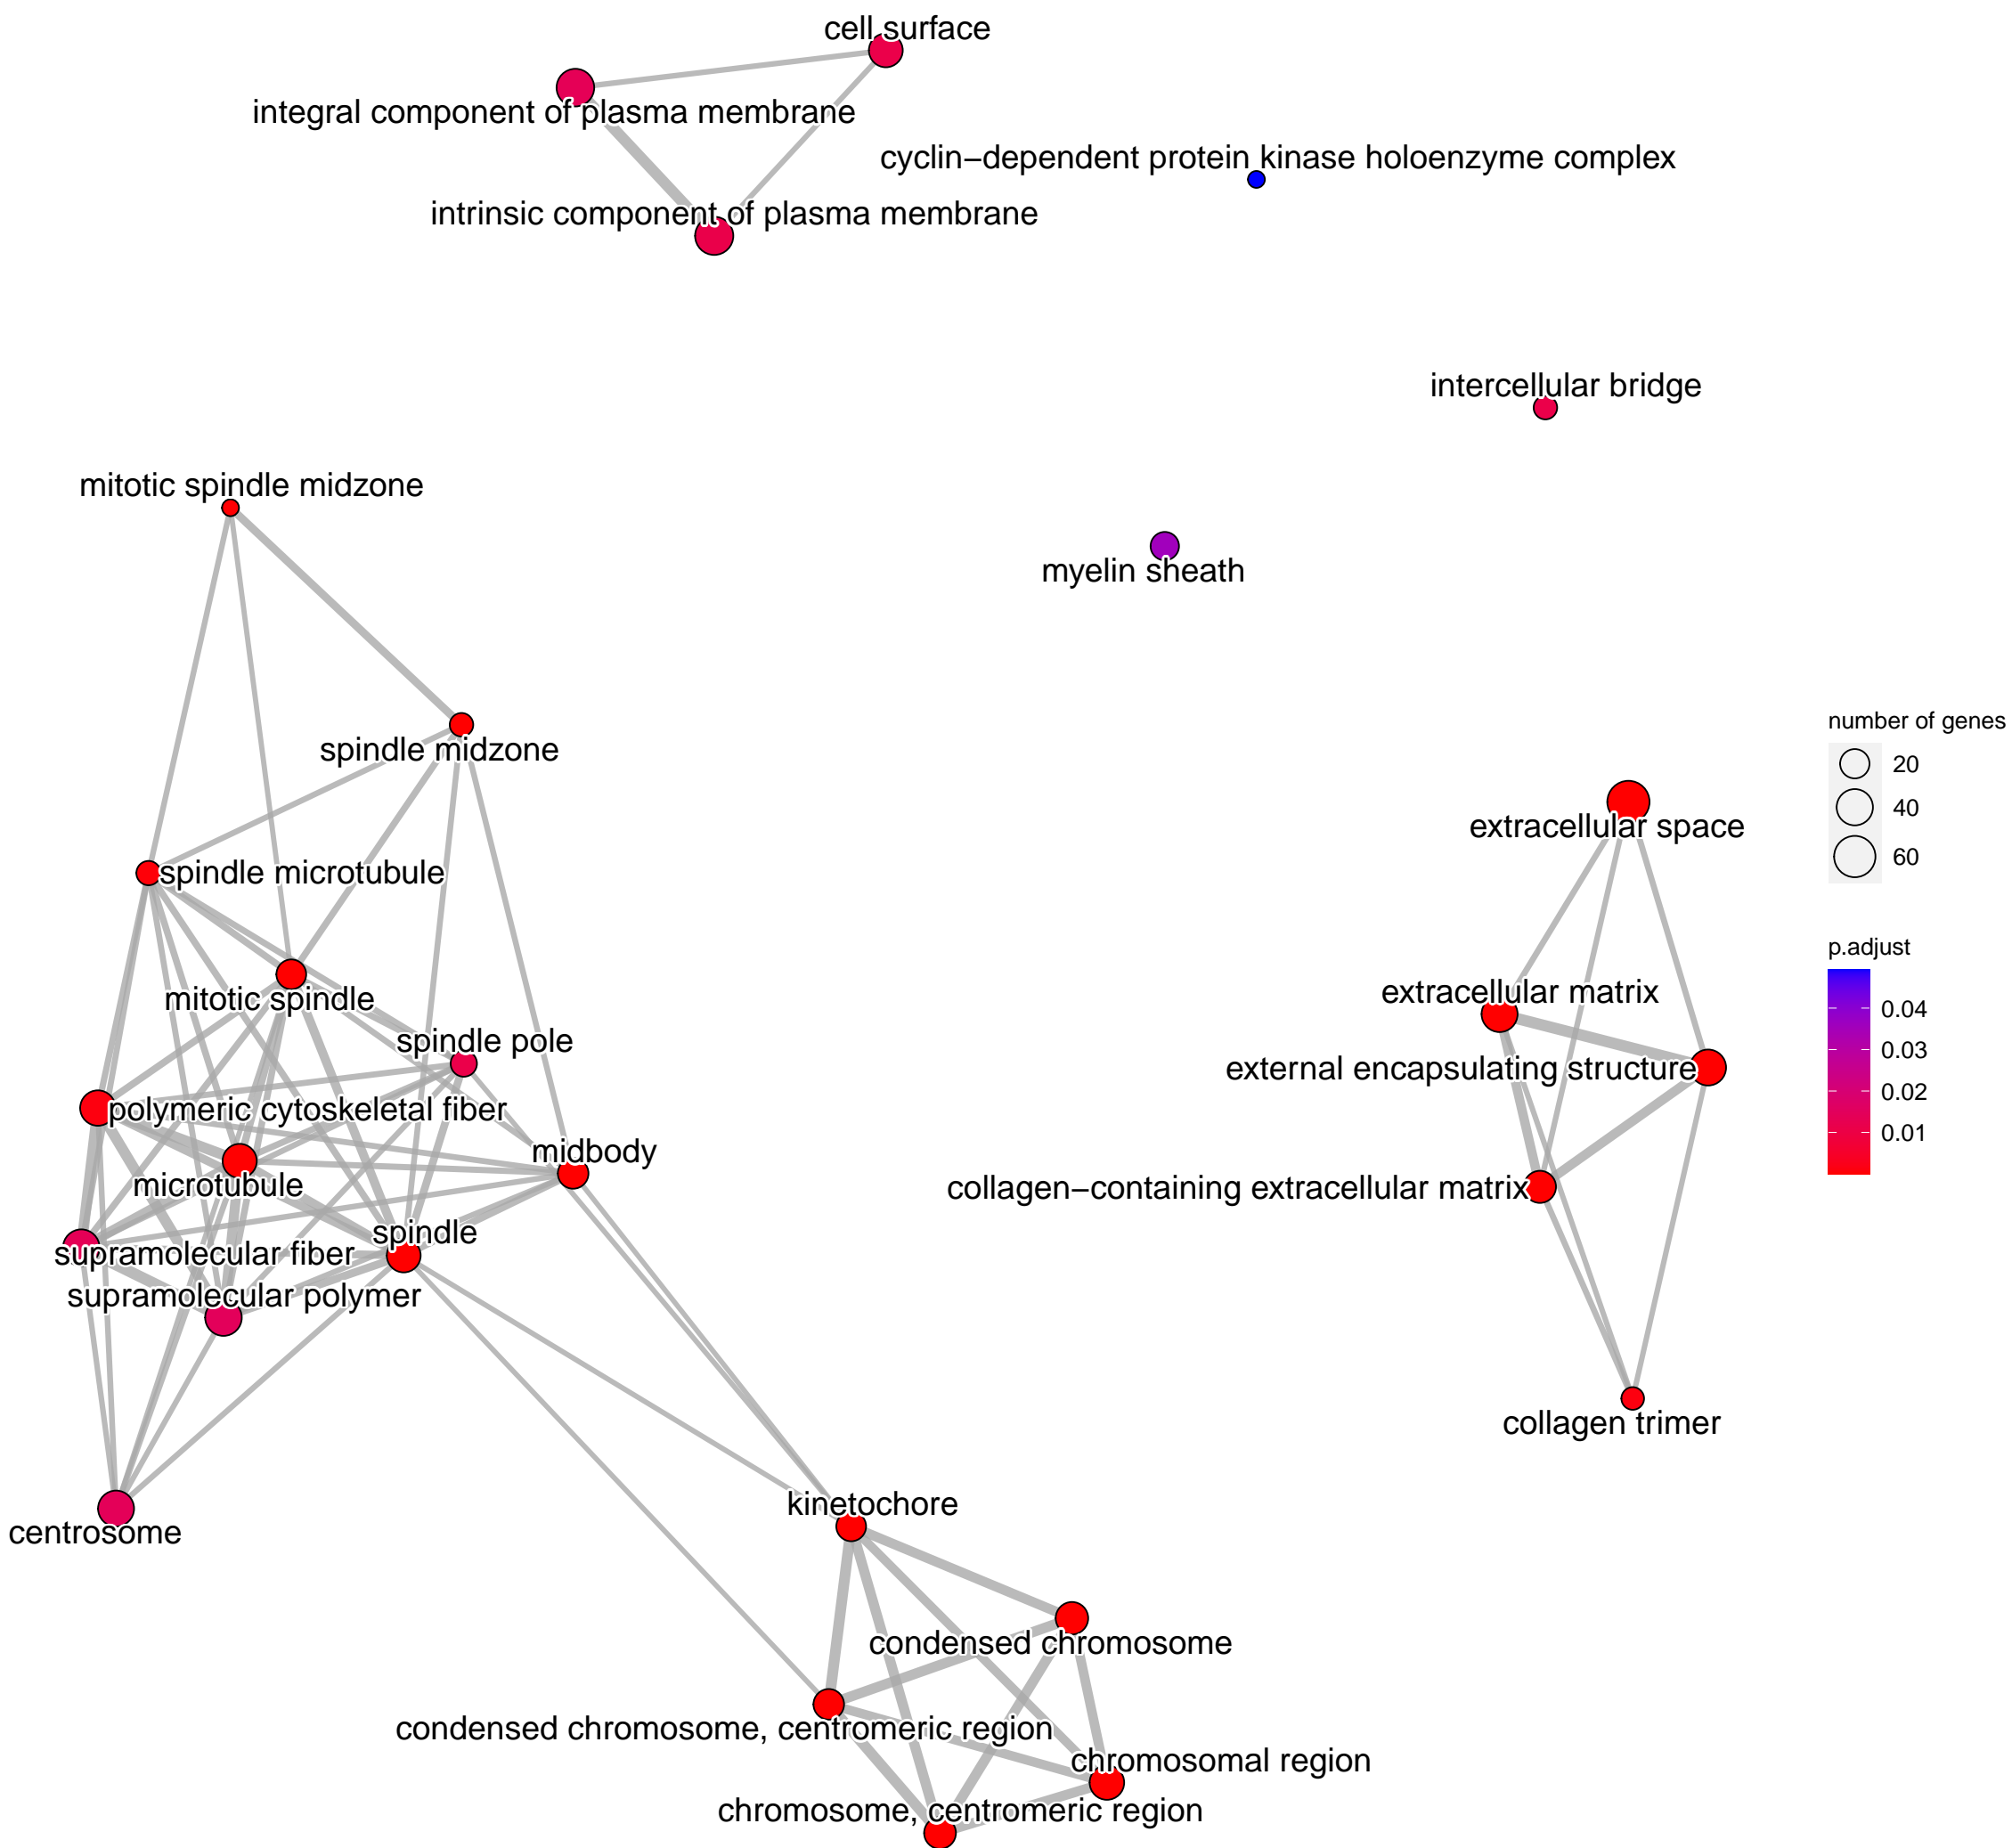 cell surface
integral component of plasma membrane
cyclin−dependent protein kinase holoenzyme complex
intrinsic component of plasma membrane
intercellular bridge
mitotic spindle midzone
myelin sheath
spindle midzone
number of genes
20
40
60
extracellular space
spindle microtubule
p.adjust
0.04
0.03
0.02
0.01
mitotic spindle
extracellular matrix
spindle pole
external encapsulating structure
polymeric cytoskeletal fiber
midbody
microtubule
collagen−containing extracellular matrix
spindle
supramolecular fiber
supramolecular polymer
collagen trimer
kinetochore
centrosome
condensed chromosome
condensed chromosome, centromeric region
chromosomal region
chromosome, centromeric region